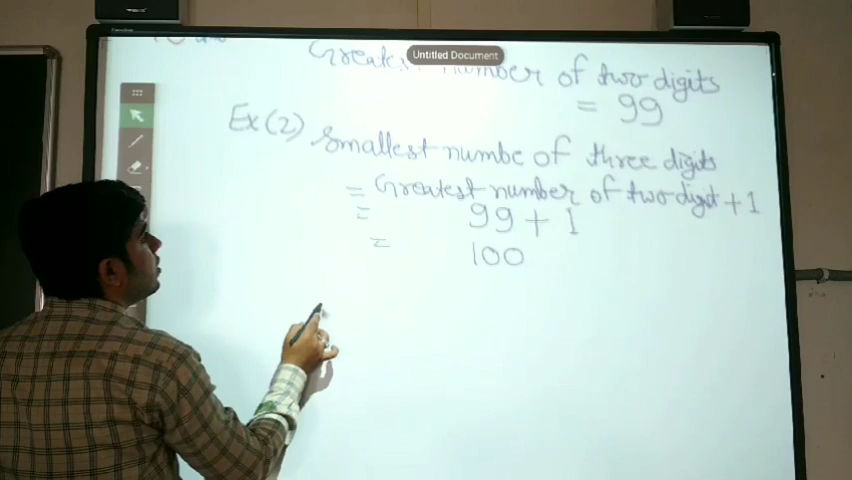 Untitled Document
Greatest number of two digits
= 99
Ex (2) Smallest numbe of three digits
= Greatest number of two digit + 1
= 99 + 1
= 100